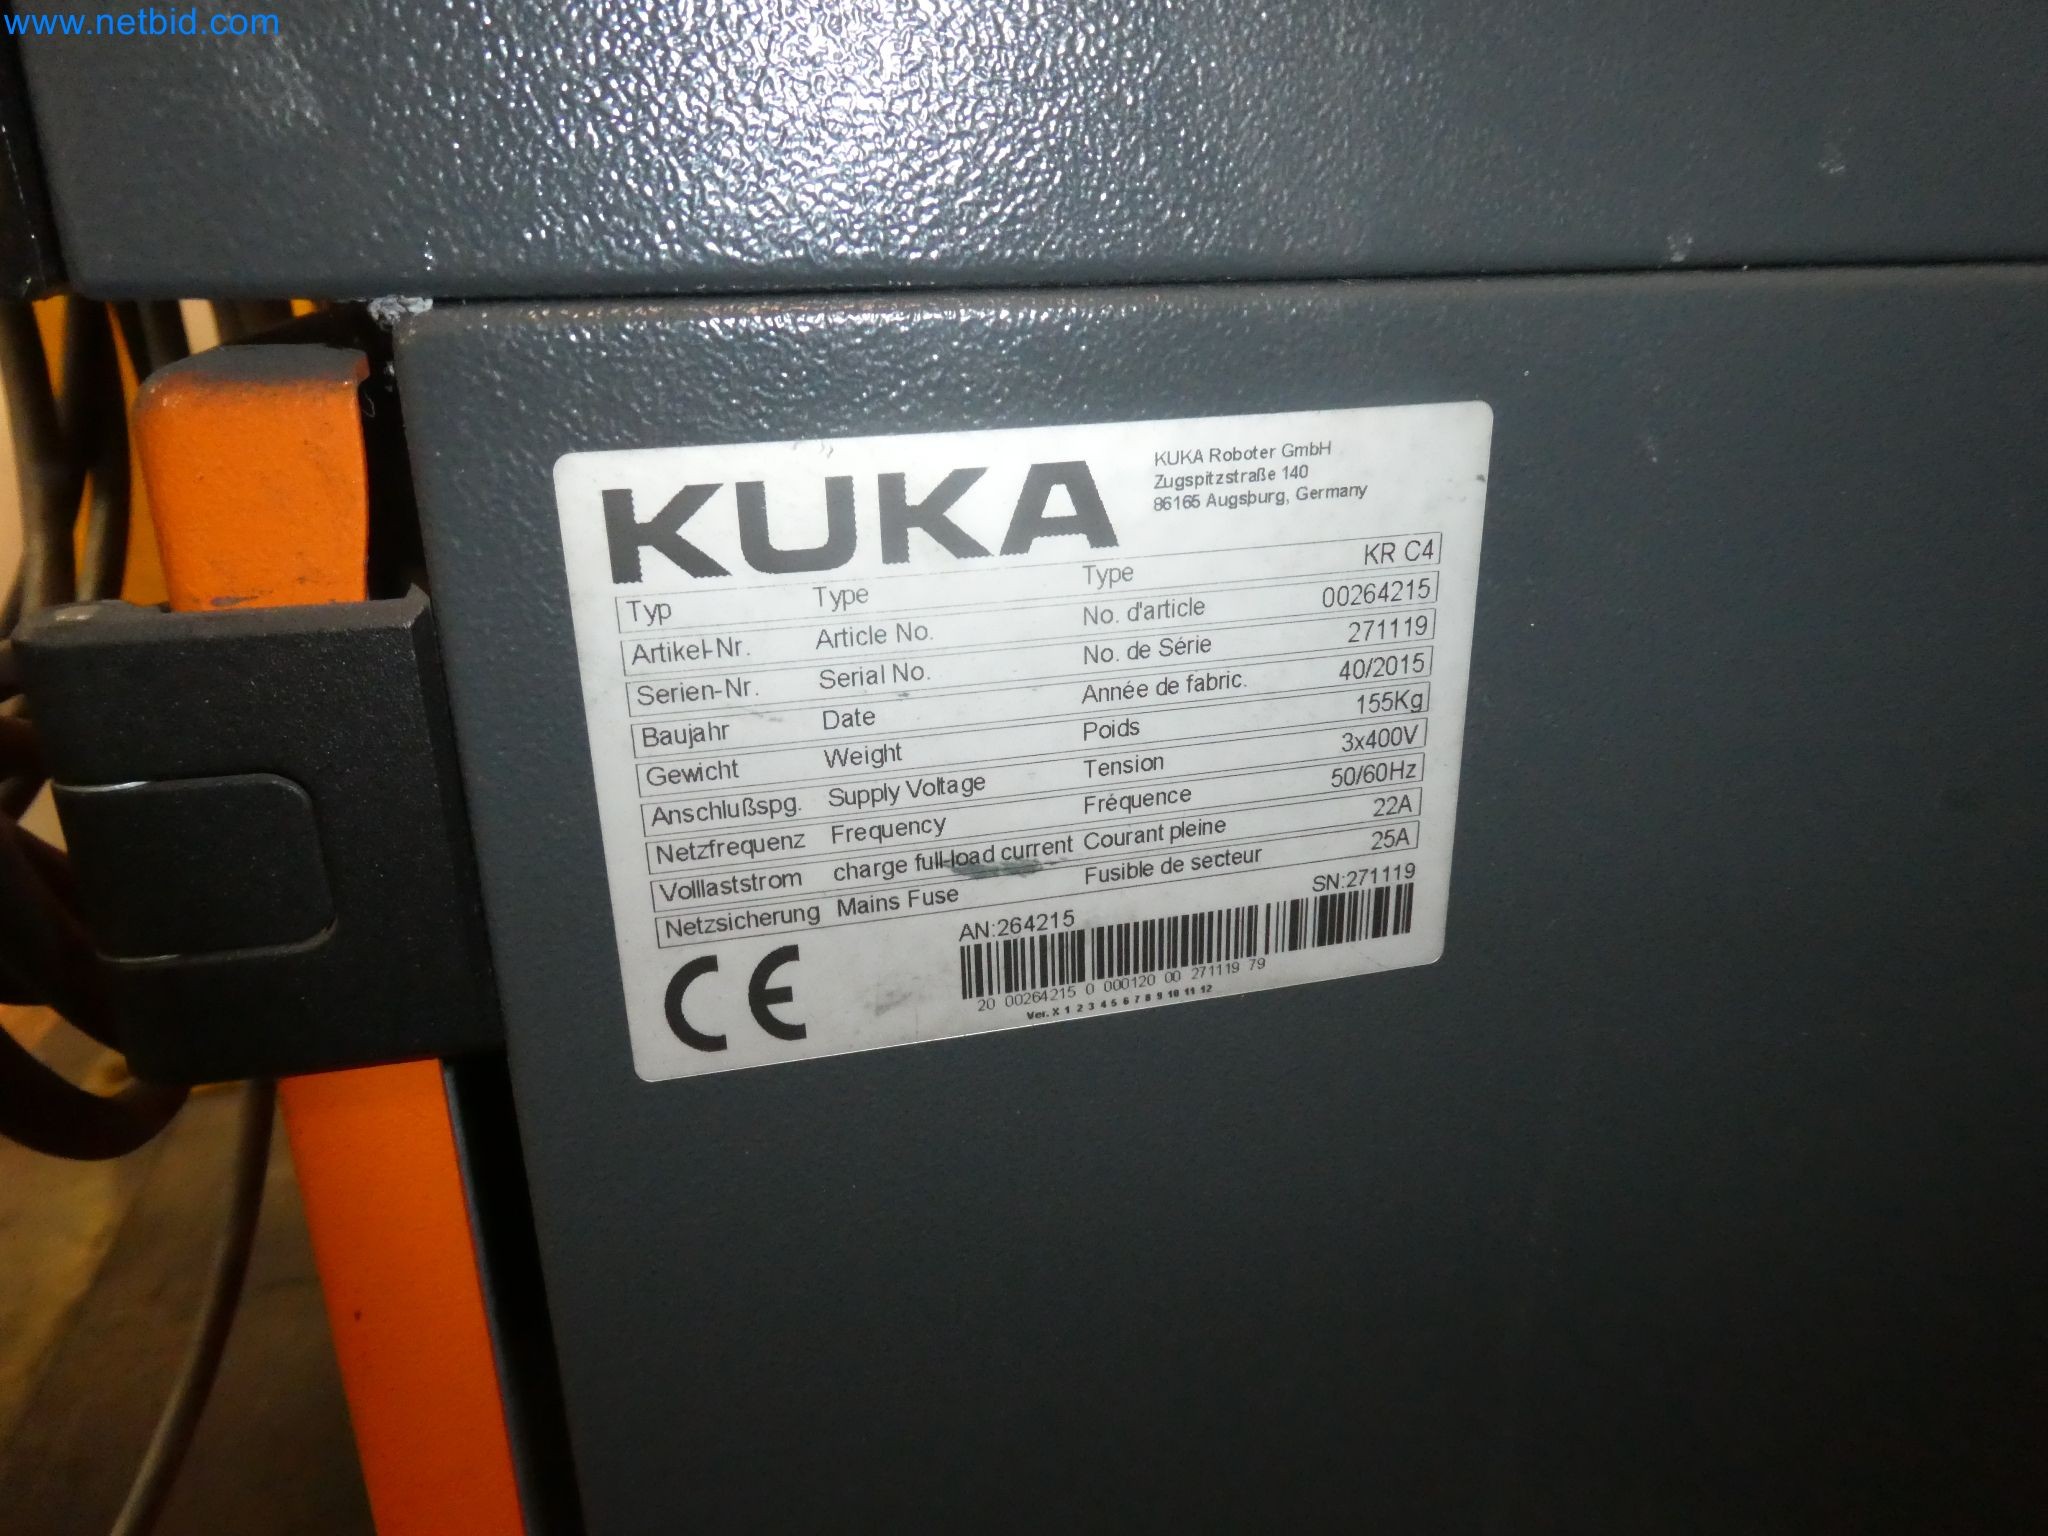 www.netbid.com
KUKA
KUKA Roboter GmbH
Zugspitzstraße 140
86165 Augsburg, Germany
Typ Type Type KR C4
Artikel-Nr. Article No. No. d'article 00264215
Serien-Nr. Serial No. No. de Série 271119
Baujahr Date Année de fabric. 40/2015
Gewicht Weight Poids 155Kg
Anschlußspg. Supply Voltage Tension 3x400V
Netzfrequenz Frequency Fréquence 50/60Hz
Volllaststrom charge full-load current Courant pleine 22A
Netzsicherung Mains Fuse Fusible de secteur 25A
AN:264215 SN:271119
20 00264215 0 000120 00 271119 79
Ver. X 1 2 3 4 5 6 7 8 9 10 11 12
CE